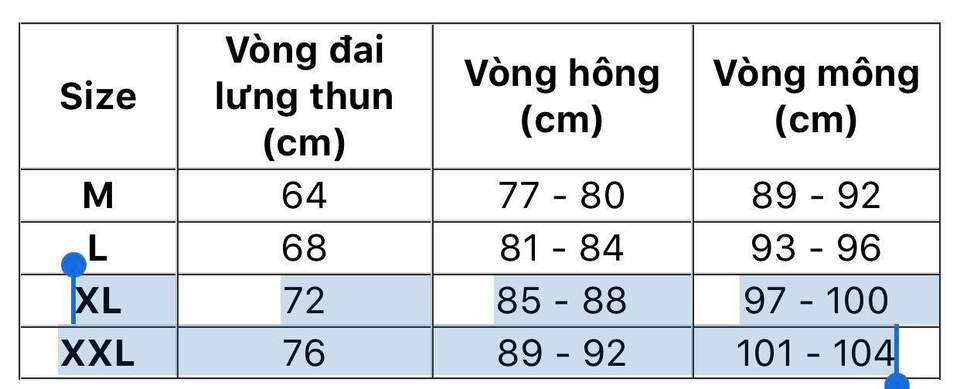 Size Vòng đai lưng thun (cm) Vòng hông (cm) Vòng mông (cm)
M 64 77 - 80 89 - 92
L 68 81 - 84 93 - 96
XL 72 85 - 88 97 - 100
XXL 76 89 - 92 101 - 104